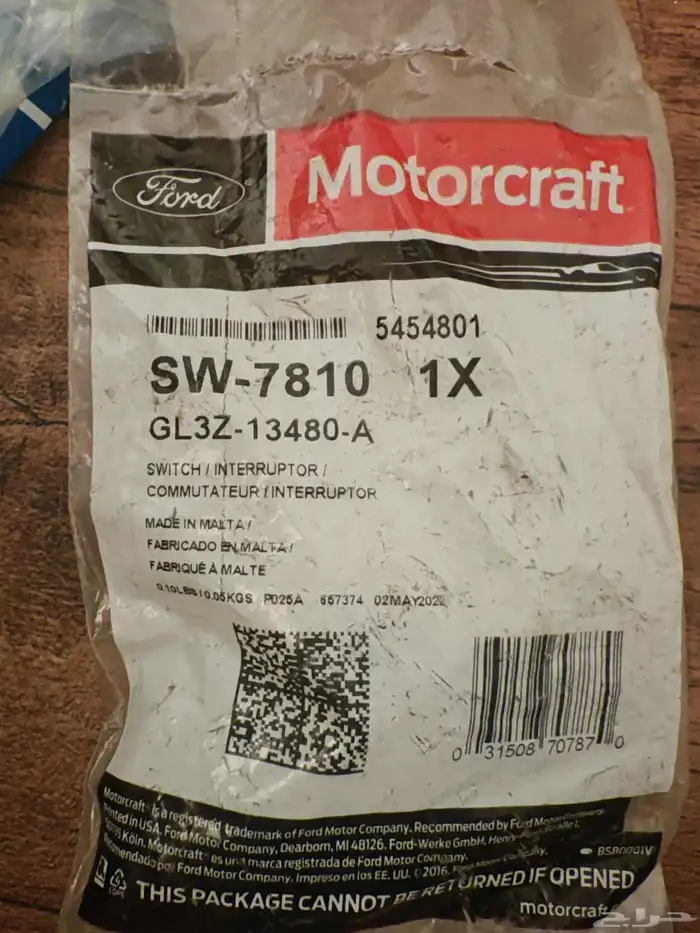 Ford
Motorcraft
5454801
SW-7810 1X
GL3Z-13480-A
SWITCH / INTERRUPTOR /
COMMUTATEUR / INTERRUPTOR
MADE IN MALTA /
FABRICADO EN MALTA /
FABRIQUÉ À MALTE
0.10LBS / 0.05KGS P025A 657374 02MAY2022
0 31508 70787 0
Motorcraft® is a registered trademark of Ford Motor Company. Recommended by Ford Motor Company,
printed in USA. Ford Motor Company, Dearborn, MI 48126. Ford-Werke GmbH,
Köln. Motorcraft® es una marca registrada de Ford Motor Company.
Recomendado por Ford Motor Company. Impreso en los EE. UU. © 2016, Ford Motor Company.
BSB0001V
THIS PACKAGE CANNOT BE RETURNED IF OPENED
motorcraft
حراج